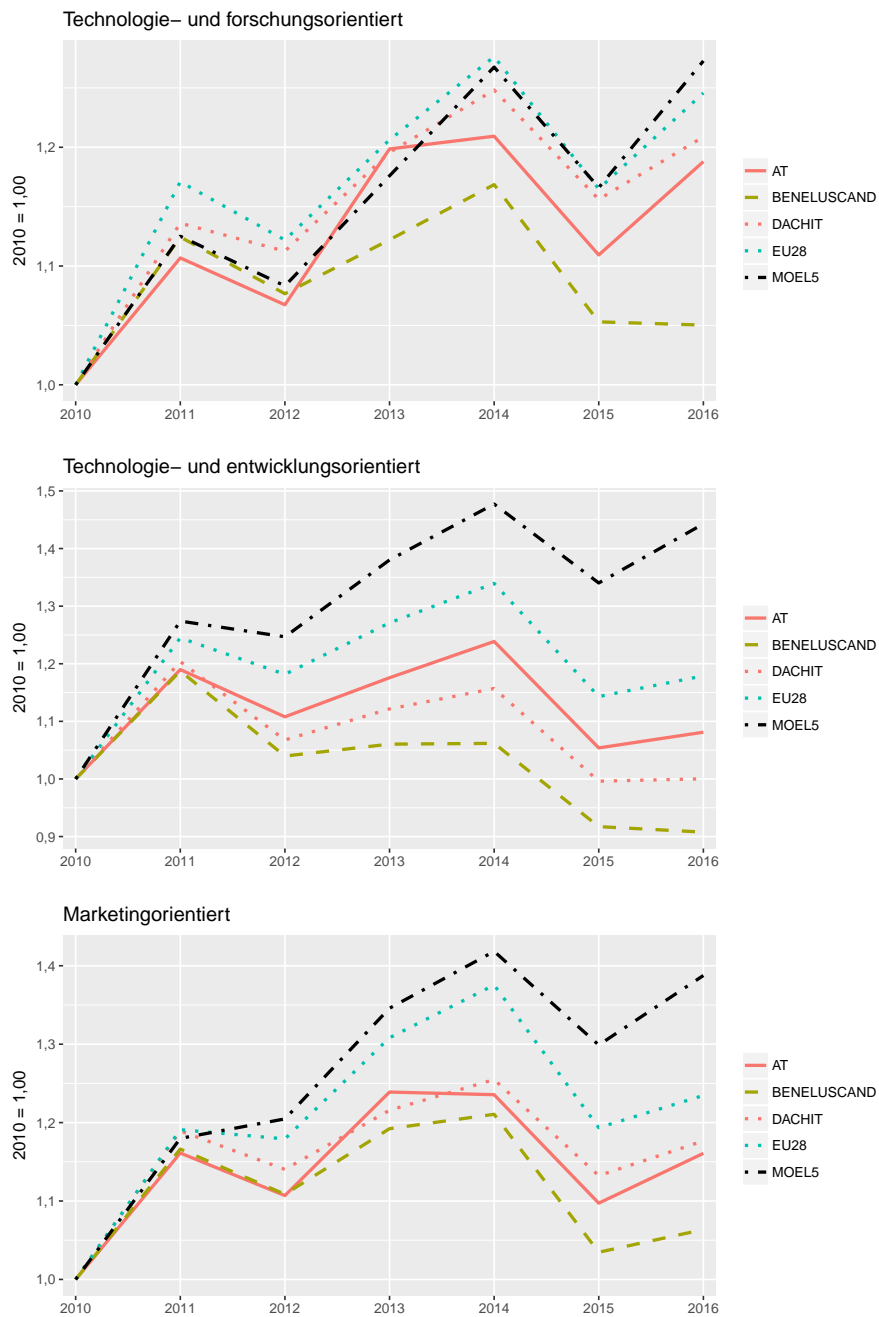 Technologie− und forschungsorientiert
2010 = 1,00
1,2
1,1
1,0
2010 2011 2012 2013 2014 2015 2016
AT
BENELUSCAND
DACHIT
EU28
MOEL5
Technologie− und entwicklungsorientiert
2010 = 1,00
1,5
1,4
1,3
1,2
1,1
1,0
0,9
2010 2011 2012 2013 2014 2015 2016
AT
BENELUSCAND
DACHIT
EU28
MOEL5
Marketingorientiert
2010 = 1,00
1,4
1,3
1,2
1,1
1,0
2010 2011 2012 2013 2014 2015 2016
AT
BENELUSCAND
DACHIT
EU28
MOEL5